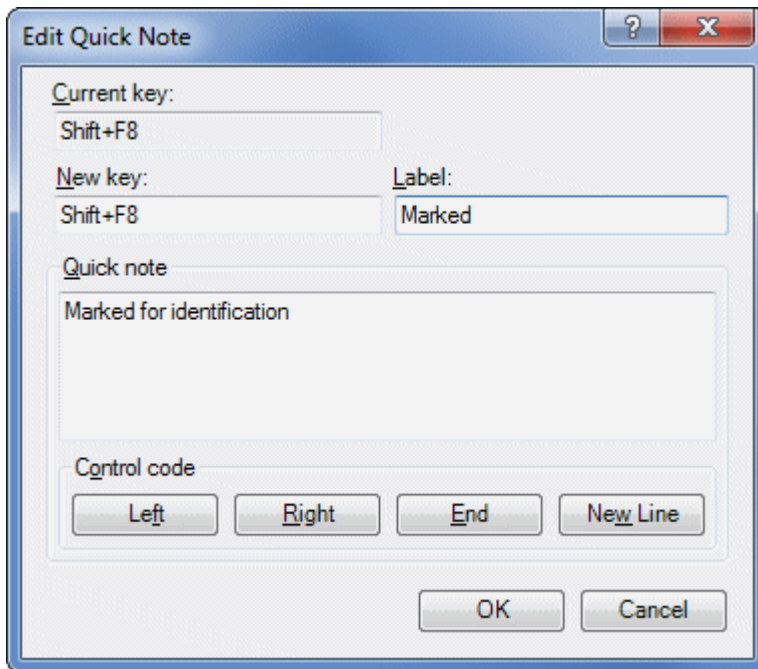 Edit Quick Note
Current key:
Shift+F8
New key:
Label:
Shift+F8
Marked
Quick note
Marked for identification
Control code
Left
Right
End
New Line
OK
Cancel